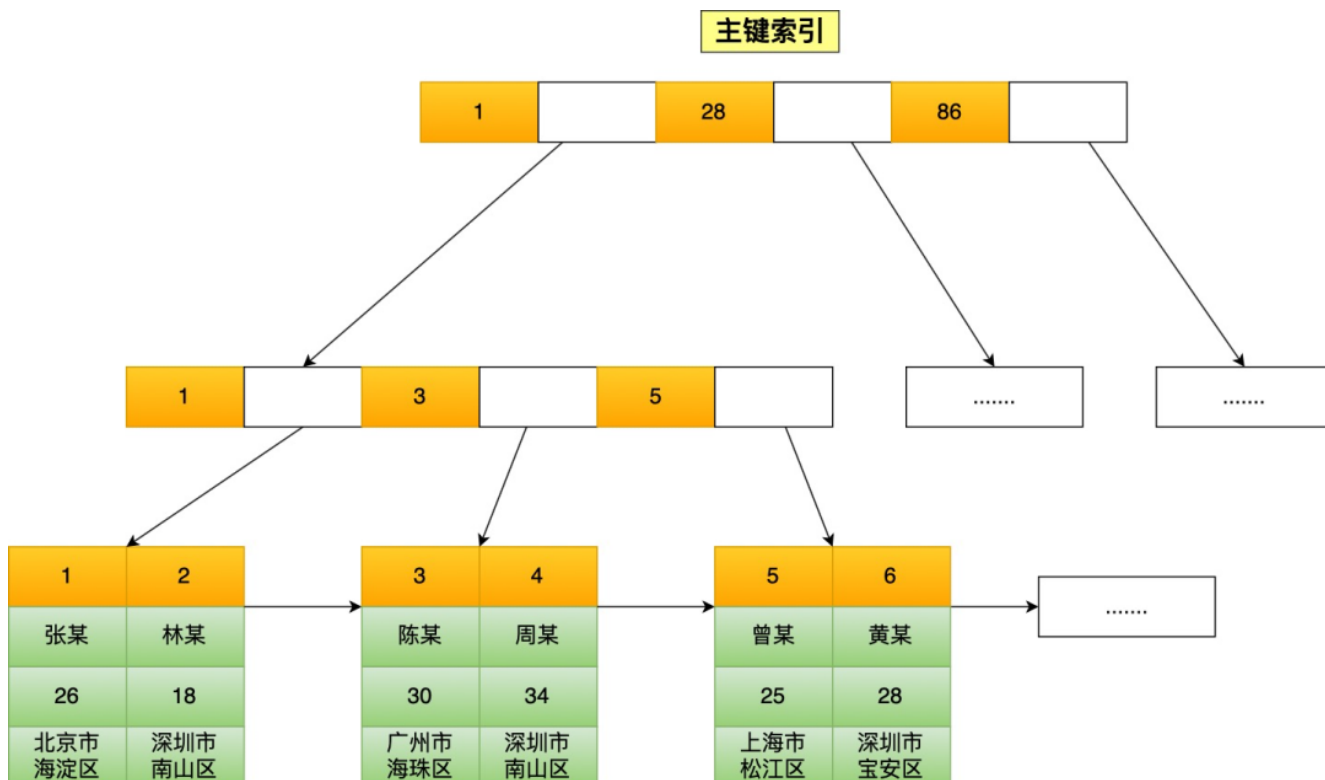 主键索引
1 28 86
1 3 5 ....... .......
1 2 3 4 5 6
.......
张某 林某 陈某 周某 曾某 黄某
26 18 30 34 25 28
北京市 深圳市 广州市 深圳市 上海市 深圳市
海淀区 南山区 海珠区 南山区 松江区 宝安区